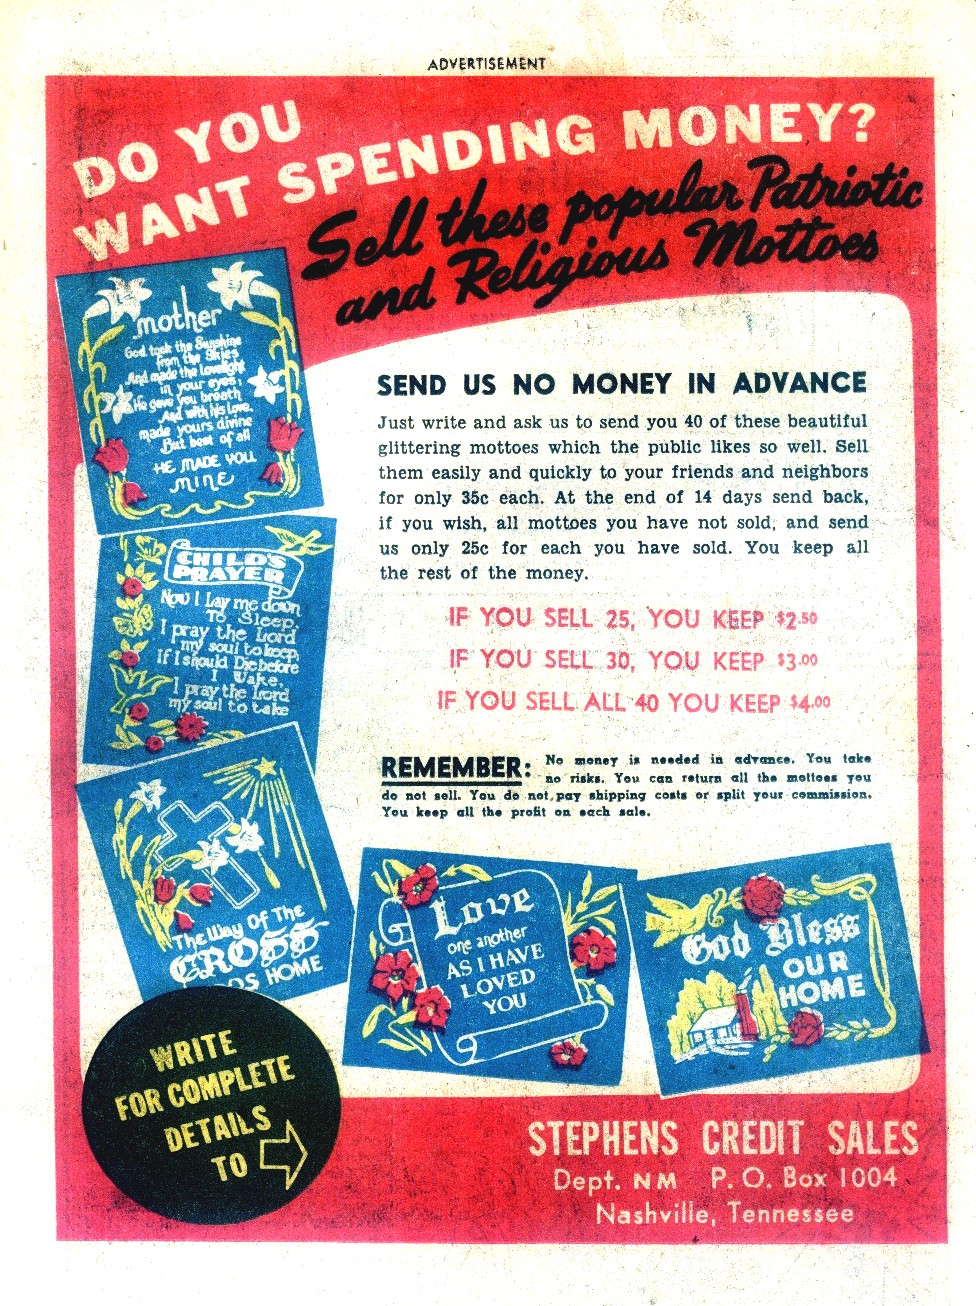 ADVERTISEMENT
DO YOU
WANT SPENDING MONEY?
Sell these popular Patriotic
and Religious Mottoes
mother
God took the Sunshine
from the Skies
And made the lovelight
in your eyes;
He gave you breath
And with his love,
made yours divine
But best of all
HE MADE YOU
MINE
CHILD'S
PRAYER
Now I Lay me down
To Sleep,
I pray the Lord
my soul to keep,
If I should Die before
I Wake,
I pray the Lord
my soul to take
The Way Of The
CROSS
DS HOME
SEND US NO MONEY IN ADVANCE
Just write and ask us to send you 40 of these beautiful
glittering mottoes which the public likes so well. Sell
them easily and quickly to your friends and neighbors
for only 35c each. At the end of 14 days send back,
if you wish, all mottoes you have not sold, and send
us only 25c for each you have sold. You keep all
the rest of the money.
IF YOU SELL 25, YOU KEEP $2.50
IF YOU SELL 30, YOU KEEP $3.00
IF YOU SELL ALL 40 YOU KEEP $4.00
REMEMBER: No money is needed in advance. You take
no risks. You can return all the mottoes you
do not sell. You do not pay shipping costs or split your commission.
You keep all the profit on each sale.
Love
one another
AS I HAVE
LOVED
YOU
God Bless
OUR
HOME
WRITE
FOR COMPLETE
DETAILS
TO
STEPHENS CREDIT SALES
Dept. NM P. O. Box 1004
Nashville, Tennessee